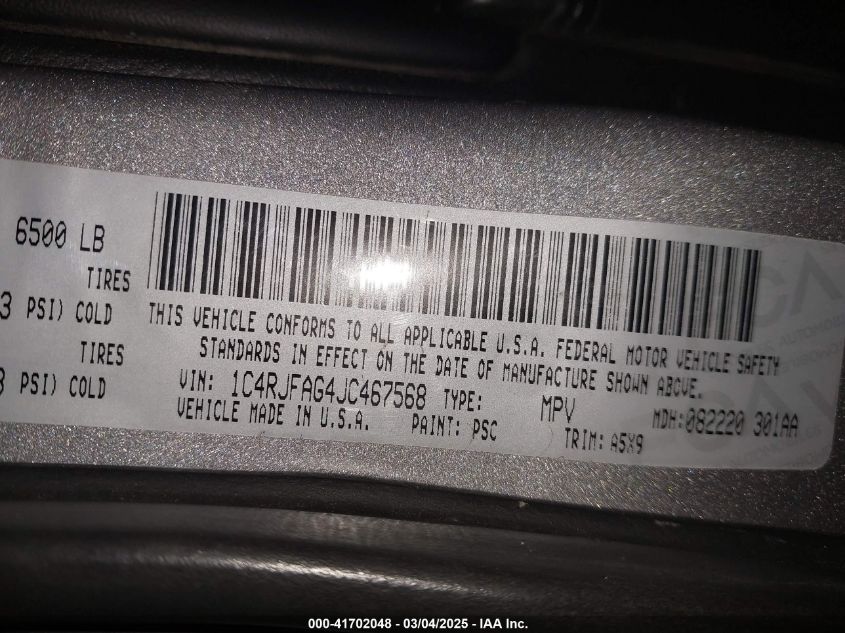 6500 LB
TIRES
3 PSI) COLD
TIRES
PSI) COLD
THIS VEHICLE CONFORMS TO ALL APPLICABLE U.S.A. FEDERAL MOTOR VEHICLE SAFETY
STANDARDS IN EFFECT ON THE DATE OF MANUFACTURE SHOWN ABOVE.
VIN: 1C4RJFAG4JC467568 TYPE: MPV MDH:082220 301AA
VEHICLE MADE IN U.S.A. PAINT: PSC TRIM: A5X9
000-41702048 - 03/04/2025 - IAA Inc.